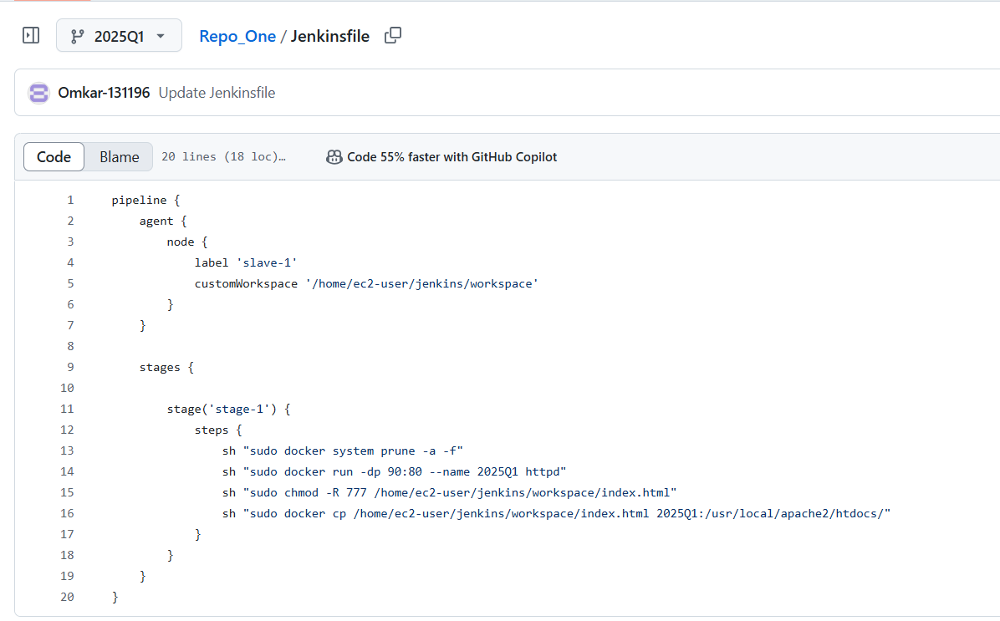 2025Q1 Repo_One / Jenkinsfile
Omkar-131196 Update Jenkinsfile
Code Blame 20 lines (18 loc)… Code 55% faster with GitHub Copilot
1 pipeline {
2     agent {
3         node {
4             label 'slave-1'
5             customWorkspace '/home/ec2-user/jenkins/workspace'
6         }
7     }
8
9     stages {
10
11         stage('stage-1') {
12             steps {
13                 sh "sudo docker system prune -a -f"
14                 sh "sudo docker run -dp 90:80 --name 2025Q1 httpd"
15                 sh "sudo chmod -R 777 /home/ec2-user/jenkins/workspace/index.html"
16                 sh "sudo docker cp /home/ec2-user/jenkins/workspace/index.html 2025Q1:/usr/local/apache2/htdocs/"
17             }
18         }
19     }
20 }